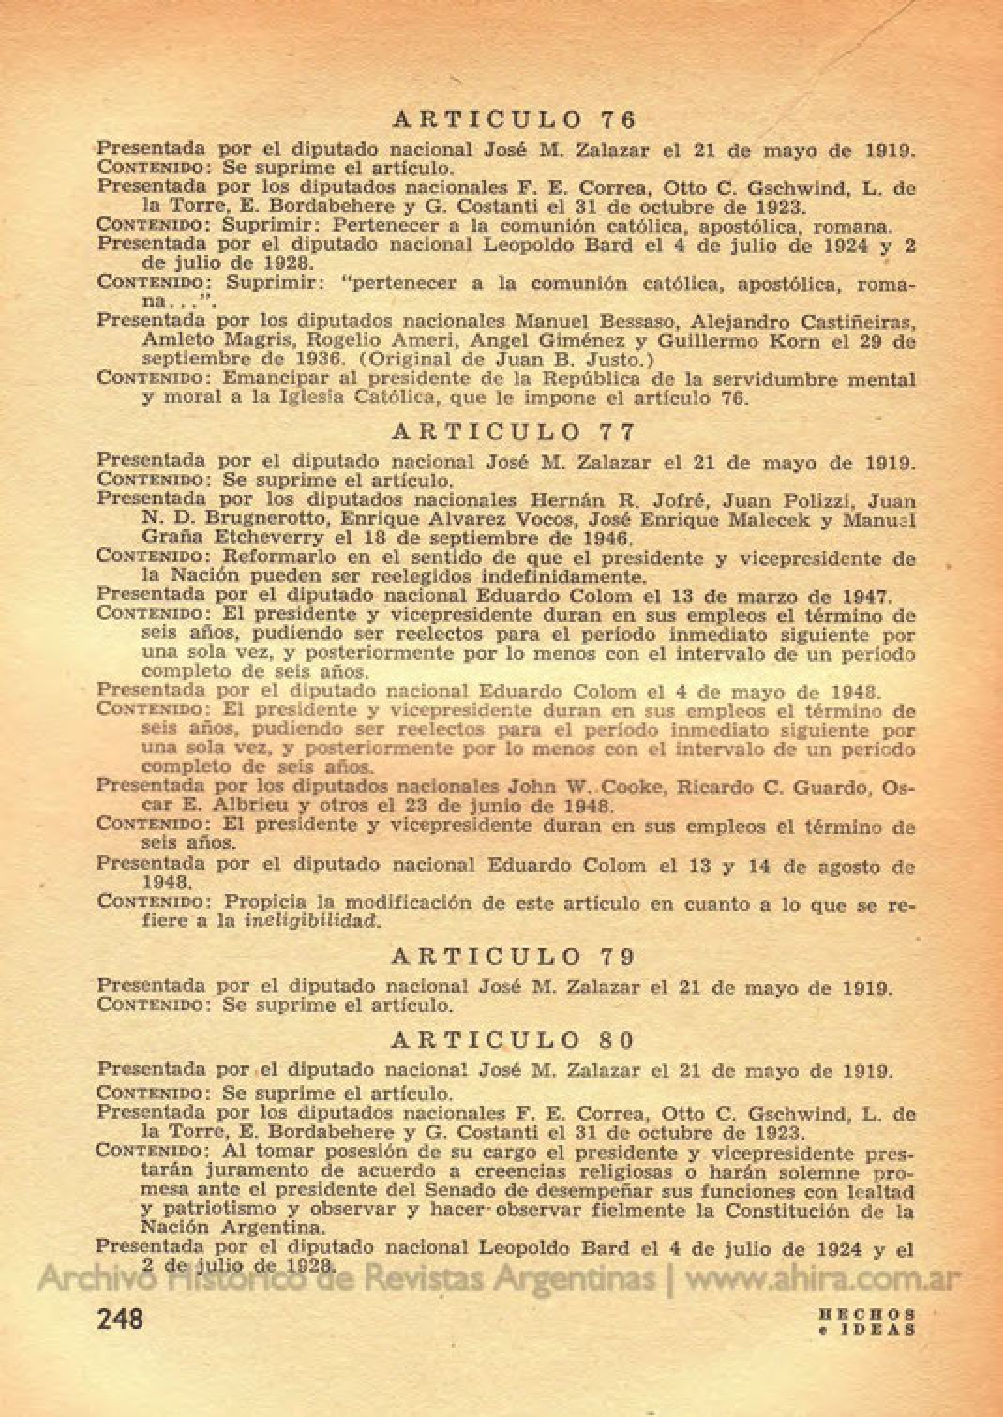 ARTICULO 76
Presentada por el diputado nacional José M. Zalazar el 21 de mayo de 1919.
CONTENIDO: Se suprime el artículo.
Presentada por los diputados nacionales F. E. Correa, Otto C. Gschwind, L. de
la Torre, E. Bordabehere y G. Costanti el 31 de octubre de 1923.
CONTENIDO: Suprimir: Pertenecer a la comunión católica, apostólica, romana.
Presentada por el diputado nacional Leopoldo Bard el 4 de julio de 1924 y 2
de julio de 1928.
CONTENIDO: Suprimir: "pertenecer a la comunión católica, apostólica, roma-
na...".
Presentada por los diputados nacionales Manuel Bessaso, Alejandro Castiñeiras,
Amleto Magris, Rogelio Ameri, Angel Giménez y Guillermo Korn el 29 de
septiembre de 1936. (Original de Juan B. Justo.)
CONTENIDO: Emancipar al presidente de la República de la servidumbre mental
y moral a la Iglesia Católica, que le impone el artículo 76.
ARTICULO 77
Presentada por el diputado nacional José M. Zalazar el 21 de mayo de 1919.
CONTENIDO: Se suprime el artículo.
Presentada por los diputados nacionales Hernán R. Jofré, Juan Polizzi, Juan
N. D. Brugnerotto, Enrique Alvarez Vocos, José Enrique Malecek y Manuel
Graña Etcheverry el 18 de septiembre de 1946.
CONTENIDO: Reformarlo en el sentido de que el presidente y vicepresidente de
la Nación pueden ser reelegidos indefinidamente.
Presentada por el diputado nacional Eduardo Colom el 13 de marzo de 1947.
CONTENIDO: El presidente y vicepresidente duran en sus empleos el término de
seis años, pudiendo ser reelectos para el período inmediato siguiente por
una sola vez, y posteriormente por lo menos con el intervalo de un período
completo de seis años.
Presentada por el diputado nacional Eduardo Colom el 4 de mayo de 1948.
CONTENIDO: El presidente y vicepresidente duran en sus empleos el término de
seis años, pudiendo ser reelectos para el período inmediato siguiente por
una sola vez, y posteriormente por lo menos con el intervalo de un período
completo de seis años.
Presentada por los diputados nacionales John W. Cooke, Ricardo C. Guardo, Os-
car E. Albrieu y otros el 23 de junio de 1948.
CONTENIDO: El presidente y vicepresidente duran en sus empleos el término de
seis años.
Presentada por el diputado nacional Eduardo Colom el 13 y 14 de agosto de
1948.
CONTENIDO: Propicia la modificación de este artículo en cuanto a lo que se re-
fiere a la ineligibilidad.
ARTICULO 79
Presentada por el diputado nacional José M. Zalazar el 21 de mayo de 1919.
CONTENIDO: Se suprime el artículo.
ARTICULO 80
Presentada por el diputado nacional José M. Zalazar el 21 de mayo de 1919.
CONTENIDO: Se suprime el artículo.
Presentada por los diputados nacionales F. E. Correa, Otto C. Gschwind, L. de
la Torre, E. Bordabehere y G. Costanti el 31 de octubre de 1923.
CONTENIDO: Al tomar posesión de su cargo el presidente y vicepresidente pres-
tarán juramento de acuerdo a creencias religiosas o harán solemne pro-
mesa ante el presidente del Senado de desempeñar sus funciones con lealtad
y patriotismo y observar y hacer observar fielmente la Constitución de la
Nación Argentina.
Presentada por el diputado nacional Leopoldo Bard el 4 de julio de 1924 y el
2 de julio de 1928.
Archivo Histórico de Revistas Argentinas | www.ahira.com.ar
248
HECHOS
e IDEAS